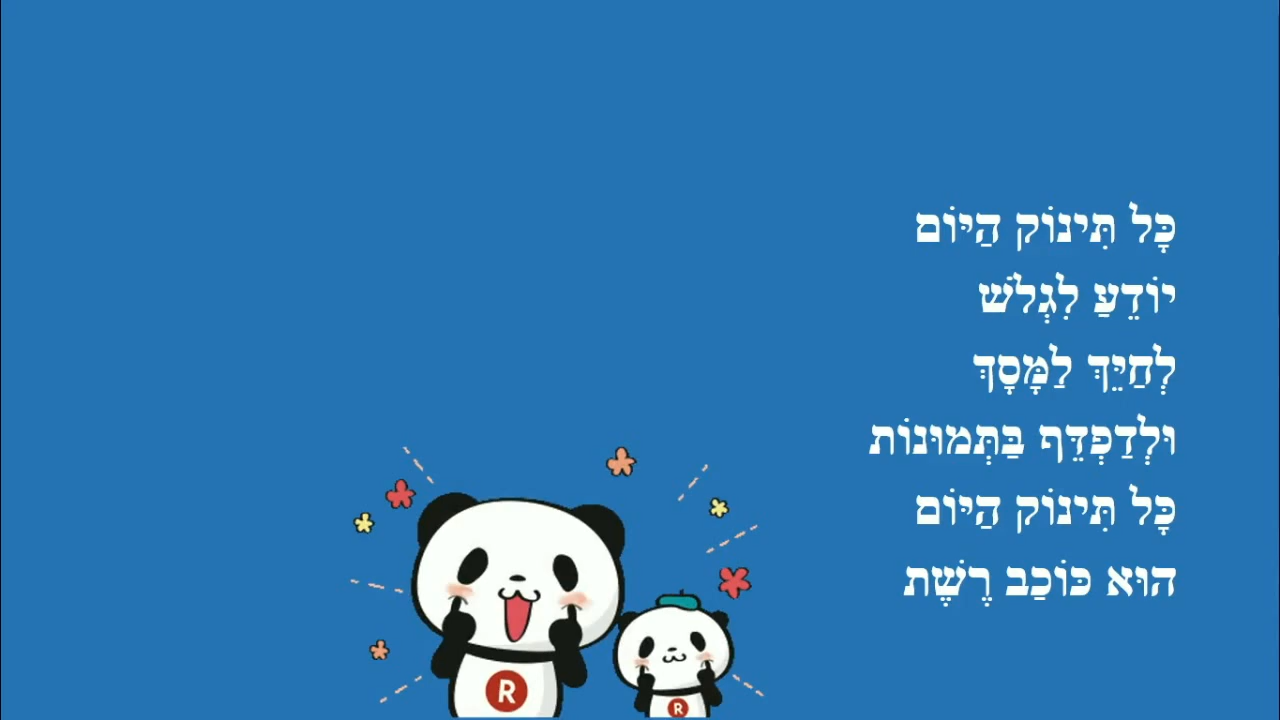 כָּל תִּינוֹק הַיּוֹם
יוֹדֵעַ לִגְלֹשׁ
לְחַיֵּךְ לַמָּסָךְ
וּלְדַפְדֵּף בַּתְּמוּנוֹת
כָּל תִּינוֹק הַיּוֹם
הוּא כּוֹכַב רֶשֶׁת
R
R